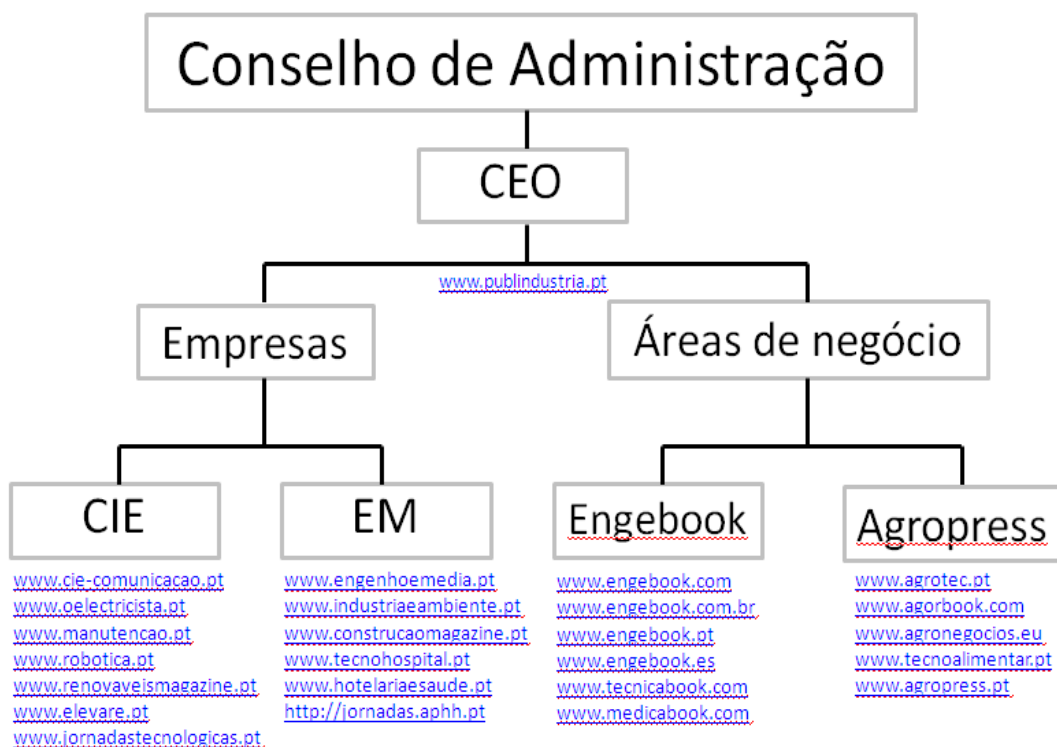 Conselho de Administração
CEO
www.publindustria.pt
Empresas
Áreas de negócio
CIE
www.cie-comunicacao.pt
www.oelectricista.pt
www.manutencao.pt
www.robotica.pt
www.renovaveismagazine.pt
www.elevare.pt
www.jornadastecnologicas.pt
EM
www.engenhoemedia.pt
www.industriaeambiente.pt
www.construcaomagazine.pt
www.tecnohospital.pt
www.hotelariaesaude.pt
http://jornadas.aphh.pt
Engebook
www.engebook.com
www.engebook.com.br
www.engebook.pt
www.engebook.es
www.tecnicabook.com
www.medicabook.com
Agropress
www.agrotec.pt
www.agorbook.com
www.agronegocios.eu
www.tecnoalimentar.pt
www.agropress.pt